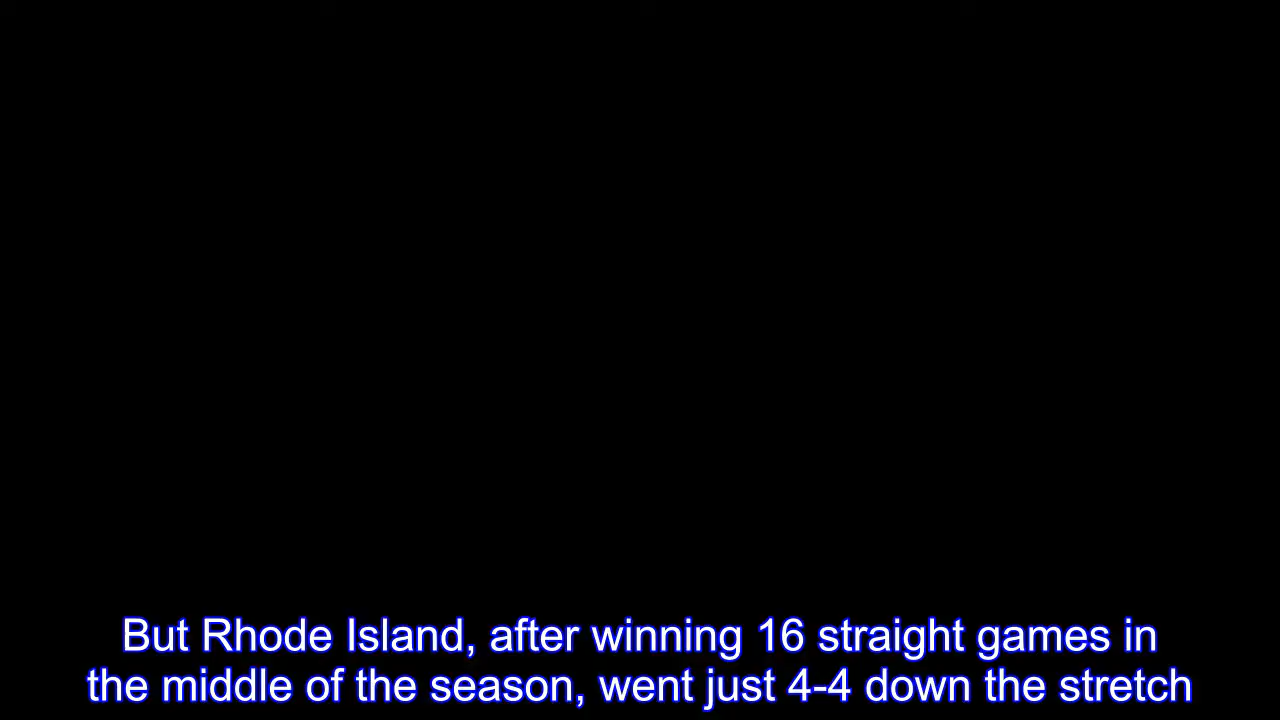 But Rhode Island, after winning 16 straight games in
the middle of the season, went just 4-4 down the stretch